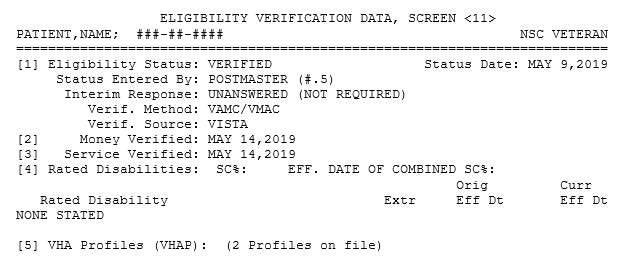 ELIGIBILITY VERIFICATION DATA, SCREEN <11>
PATIENT,NAME; ###-##-#### NSC VETERAN
================================================================================
[1] Eligibility Status: VERIFIED Status Date: MAY 9,2019
Status Entered By: POSTMASTER (#.5)
Interim Response: UNANSWERED (NOT REQUIRED)
Verif. Method: VAMC/VMAC
Verif. Source: VISTA
[2] Money Verified: MAY 14,2019
[3] Service Verified: MAY 14,2019
[4] Rated Disabilities: SC%: EFF. DATE OF COMBINED SC%:
Orig Curr
Rated Disability Extr Eff Dt Eff Dt
NONE STATED
[5] VHA Profiles (VHAP): (2 Profiles on file)